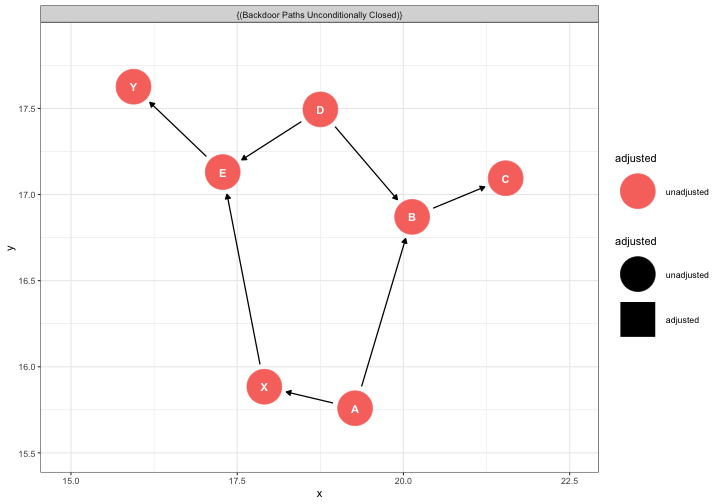 {(Backdoor Paths Unconditionally Closed)}
Y
D
E
C
B
X
A
17.5
17.0
16.5
16.0
15.5
y
15.0
17.5
20.0
22.5
x
adjusted
unadjusted
adjusted
unadjusted
adjusted